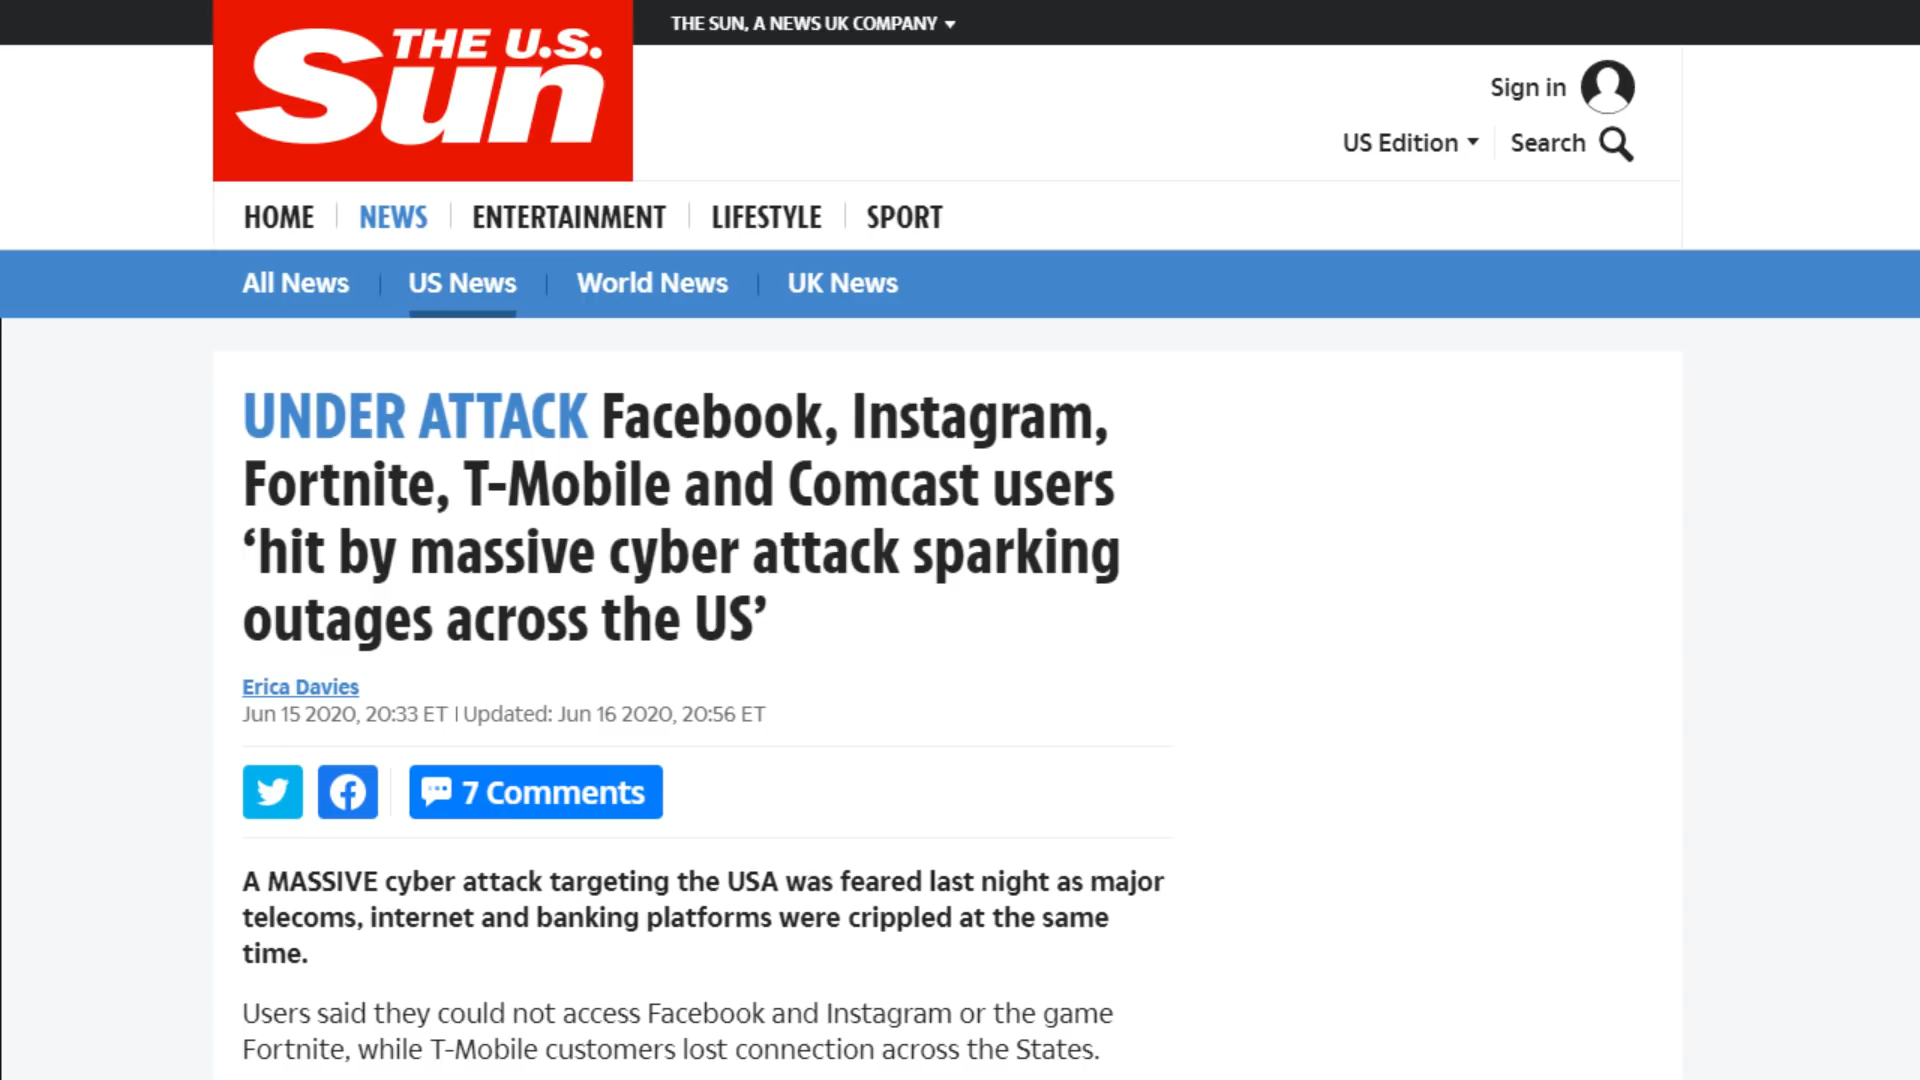 THE SUN, A NEWS UK COMPANY
THE U.S.
Sun
Sign in
US Edition
Search
HOME
NEWS
ENTERTAINMENT
LIFESTYLE
SPORT
All News
US News
World News
UK News
UNDER ATTACK Facebook, Instagram,
Fortnite, T-Mobile and Comcast users
‘hit by massive cyber attack sparking
outages across the US’
Erica Davies
Jun 15 2020, 20:33 ET | Updated: Jun 16 2020, 20:56 ET
7 Comments
A MASSIVE cyber attack targeting the USA was feared last night as major
telecoms, internet and banking platforms were crippled at the same
time.
Users said they could not access Facebook and Instagram or the game
Fortnite, while T-Mobile customers lost connection across the States.